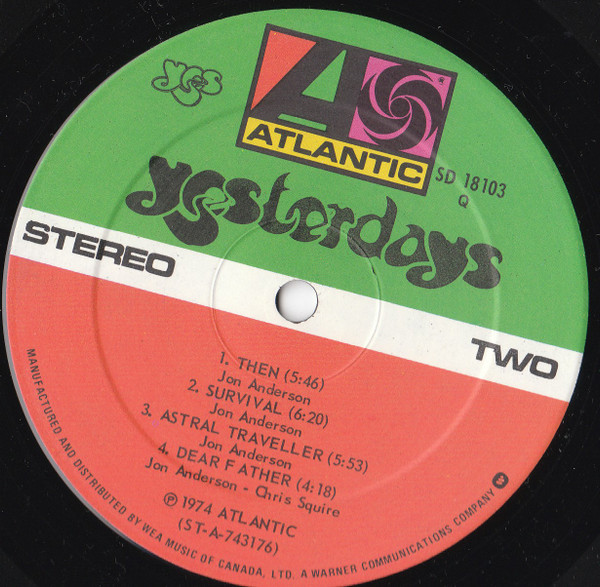 yes
ATLANTIC
®
SD 18103
Q
yesterdays
STEREO
TWO
1. THEN (5:46)
Jon Anderson
2. SURVIVAL (6:20)
Jon Anderson
3. ASTRAL TRAVELLER (5:53)
Jon Anderson
4. DEAR FATHER (4:18)
Jon Anderson - Chris Squire
℗ 1974 ATLANTIC
(ST-A-743176)
MANUFACTURED AND DISTRIBUTED BY WEA MUSIC OF CANADA, LTD. A WARNER COMMUNICATIONS COMPANY